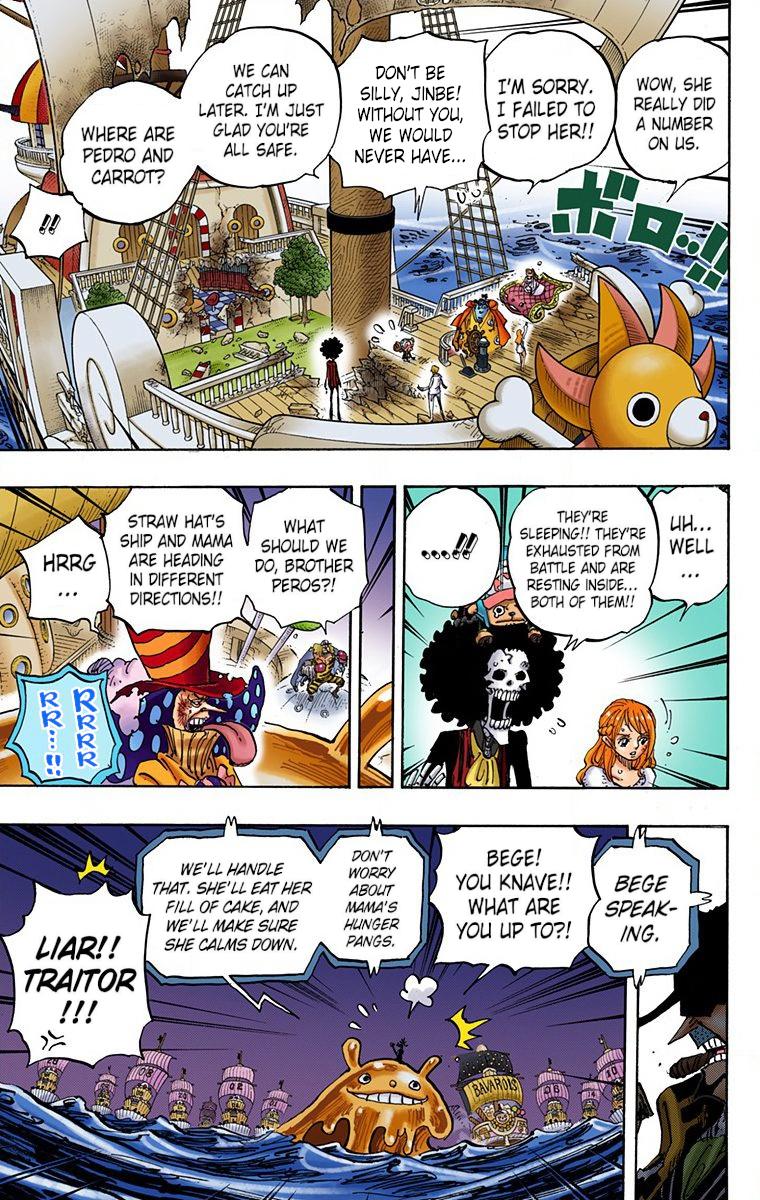 WOW, SHE
REALLY DID
A NUMBER
ON US.
I'M SORRY.
I FAILED TO
STOP HER!!
DON'T BE
SILLY, JINBE!
WITHOUT YOU,
WE WOULD
NEVER HAVE...
WE CAN
CATCH UP
LATER. I'M JUST
GLAD YOU'RE
ALL SAFE.
WHERE ARE
PEDRO AND
CARROT?
!!
ボロ..!!
UH...
WELL
...
THEY'RE
SLEEPING!! THEY'RE
EXHAUSTED FROM
BATTLE AND ARE
RESTING INSIDE...
BOTH OF THEM!!
...!!
WHAT
SHOULD WE
DO, BROTHER
PEROS?!
STRAW HAT'S
SHIP AND MAMA
ARE HEADING
IN DIFFERENT
DIRECTIONS!!
HRRG
...
RRRR
RR...!!
BEGE
SPEAK-
ING.
BEGE!
YOU KNAVE!!
WHAT ARE
YOU UP TO?!
DON'T
WORRY
ABOUT
MAMA'S
HUNGER
PANGS.
WE'LL HANDLE
THAT. SHE'LL EAT HER
FILL OF CAKE, AND
WE'LL MAKE SURE
SHE CALMS DOWN.
LIAR!!
TRAITOR
!!!
BAVAROIS